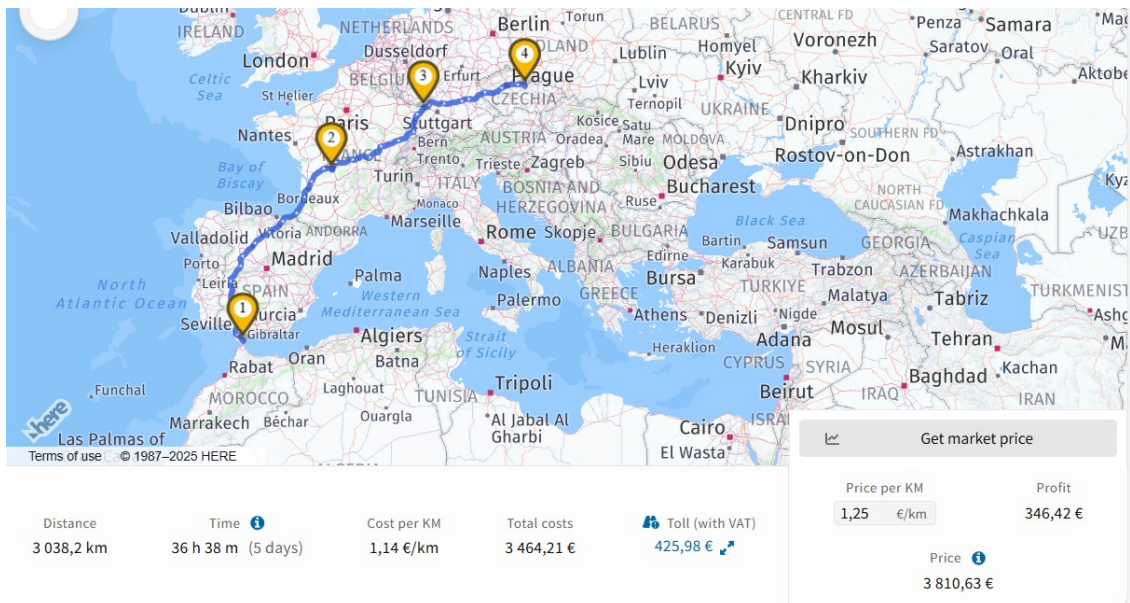 IRELAND
Dublin
NETHERLANDS
Berlin
Torun
BELARUS
CENTRAL FD
Penza
Samara
London
Dusseldorf
Erfurt
4
Lublin
Homyel
Voronezh
Saratov
Oral
Celtic
Sea
3
Prague
Kyiv
Kharkiv
Aktobe
St Helier
CZECHIA
Lviv
Ternopil
UKRAINE
Paris
2
Stuttgart
Kosice
Satu
Mare
Dnipro
SOUTHERN FD
Nantes
Bern
AUSTRIA
Oradea
MOLDOVA
Trento
Trieste
Zagreb
Sibiu
Odesa
Rostov-on-Don
Astrakhan
Bay of
Biscay
Turin
ITALY
BOSNIA AND
HERZEGOVINA
Bucharest
NORTH
CAUCASIAN FD
Bordeaux
Monaco
Ruse
Bilbao
Marseille
Makhachkala
Valladolid
Vitoria
ANDORRA
Rome
Skopje
BULGARIA
Black Sea
Bartin
Samsun
GEORGIA
Caspian
Sea
UZB
Porto
Madrid
Edirne
Karabuk
Trabzon
AZERBAIJAN
North
Atlantic Ocean
Leiria
SPAIN
Palma
Naples
ALBANIA
Bursa
TURKIYE
TURKMENIST
Western
Mediterranean Sea
Palermo
GREECE
Malatya
Tabriz
1
Seville
Murcia
Athens
Denizli
Nigde
Gibraltar
Algiers
Strait
of Sicily
Adana
Mosul
Tehran
Oran
Batna
Heraklion
Rabat
CYPRUS
SYRIA
Kachan
Funchal
Laghouat
TUNISIA
Tripoli
Beirut
IRAQ
Baghdad
MOROCCO
IRAN
Marrakech
Béchar
Ouargla
Al Jabal Al
Gharbi
Cairo
here
Las Palmas of
El Wasta
Terms of use © 1987–2025 HERE
Get market price
Price per KM
Profit
1,25 €/km
346,42 €
Distance
Time
Cost per KM
Total costs
Toll (with VAT)
3 038,2 km
36 h 38 m (5 days)
1,14 €/km
3 464,21 €
425,98 €
Price
3 810,63 €